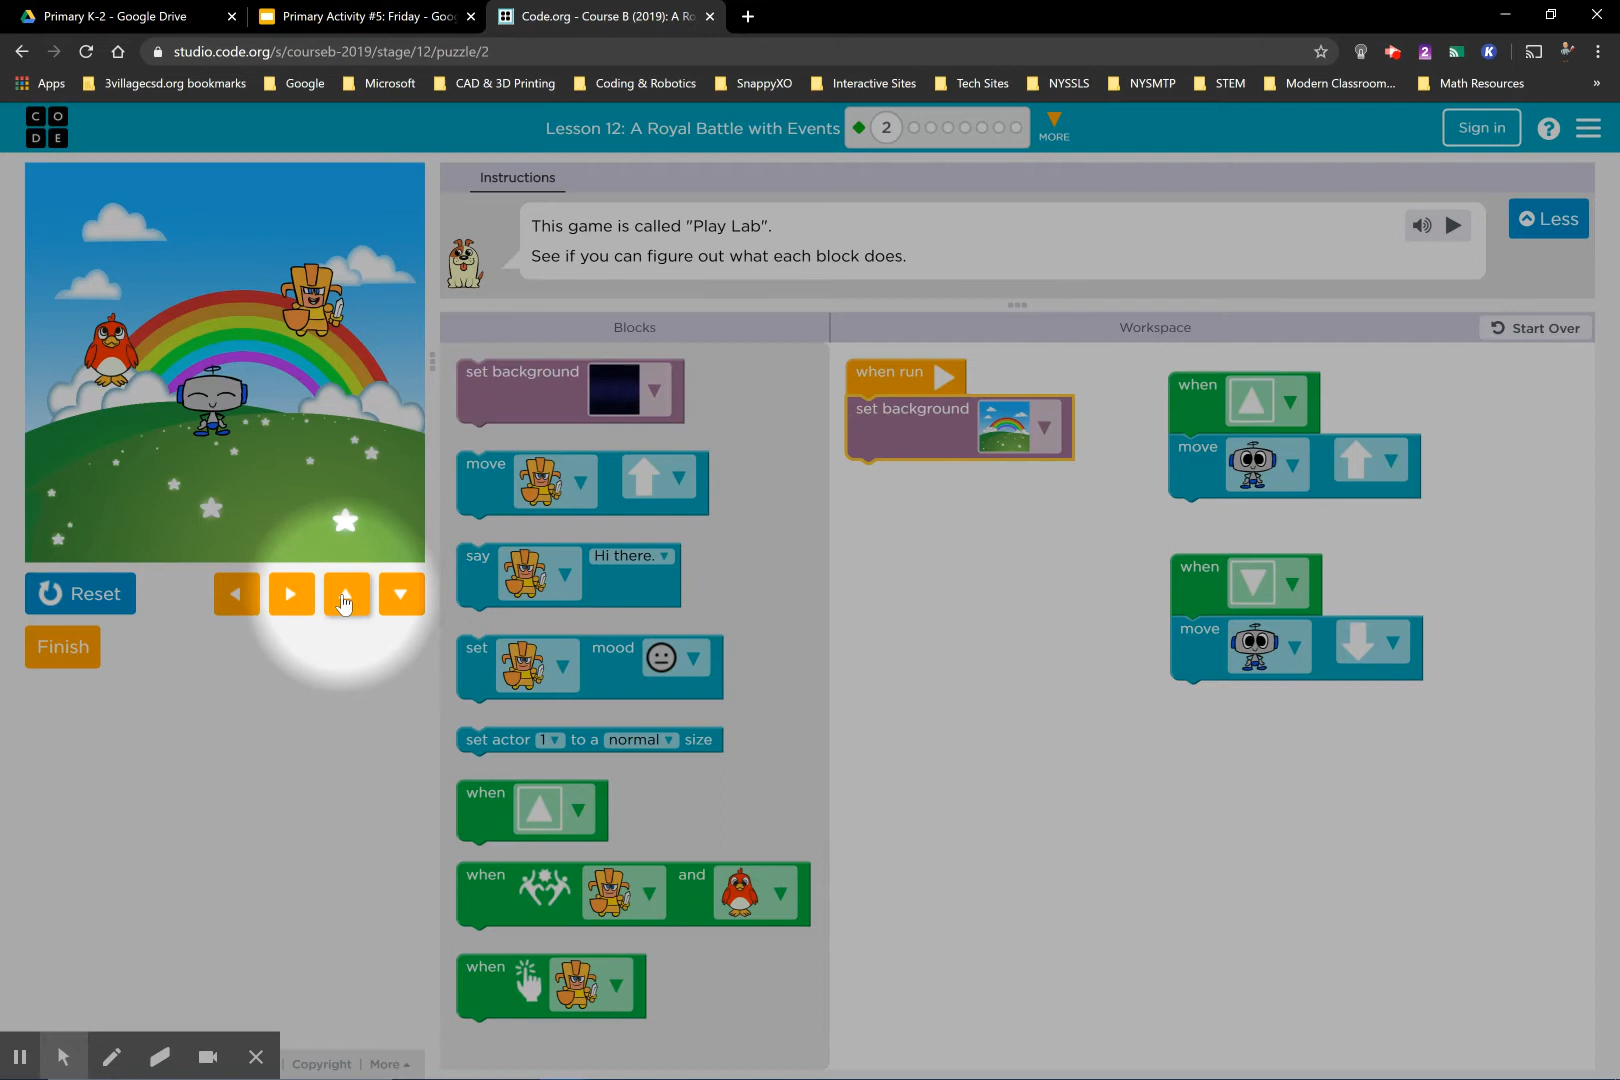 Primary K-2 - Google Drive
Primary Activity #5: Friday - Goo
Code.org - Course B (2019): A Ro
studio.code.org/s/courseb-2019/stage/12/puzzle/2
2
K
Apps
3villagecsd.org bookmarks
Google
Microsoft
CAD & 3D Printing
Coding & Robotics
SnappyXO
Interactive Sites
Tech Sites
NYSSLS
NYSMTP
STEM
Modern Classroom...
Math Resources
»
C O
D E
Lesson 12: A Royal Battle with Events
2
MORE
Sign in
?
Instructions
This game is called "Play Lab".
See if you can figure out what each block does.
Less
Blocks
Workspace
Start Over
set background
move
say
Hi there.
set
mood
set actor 1 to a normal size
when
when
and
when
when run
set background
when
move
when
move
Reset
Finish
Copyright
More